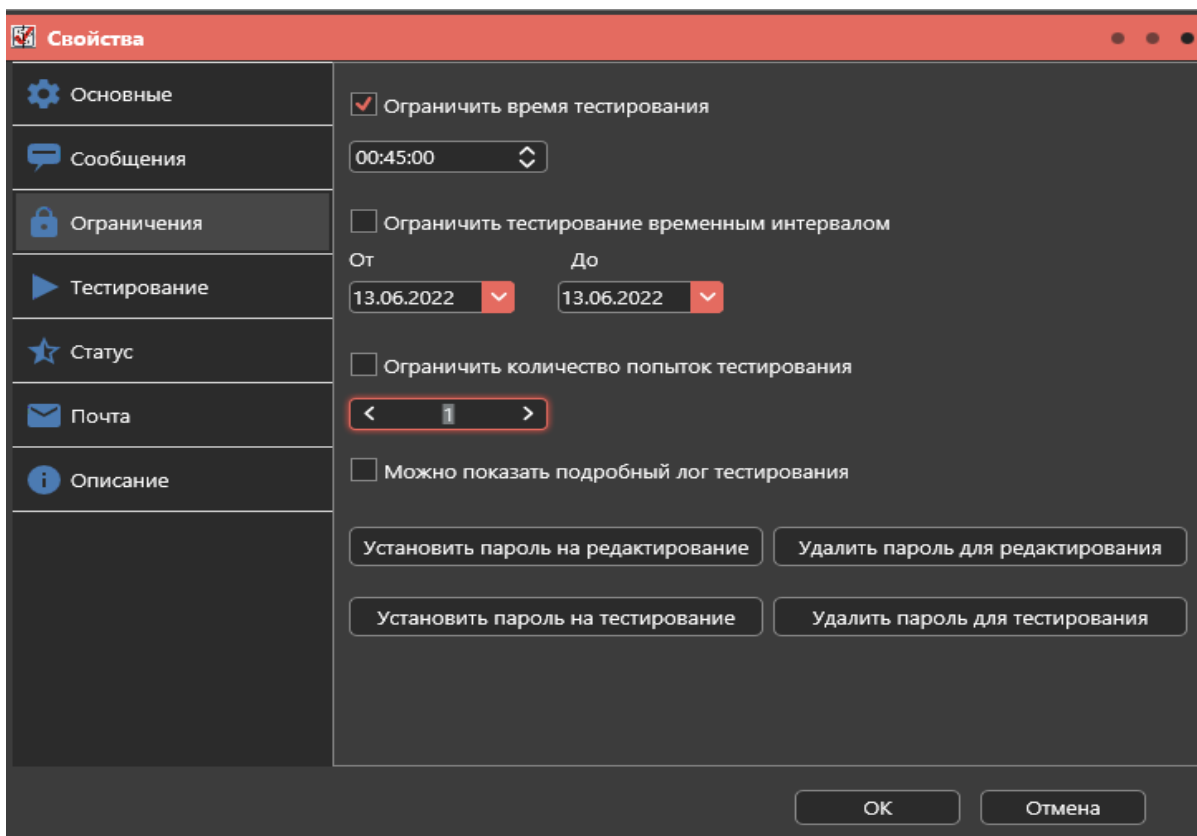 Свойства
Основные
Сообщения
Ограничения
Тестирование
Статус
Почта
Описание
Ограничить время тестирования
00:45:00
Ограничить тестирование временным интервалом
От До
13.06.2022 13.06.2022
Ограничить количество попыток тестирования
1
Можно показать подробный лог тестирования
Установить пароль на редактирование Удалить пароль для редактирования
Установить пароль на тестирование Удалить пароль для тестирования
ОК Отмена